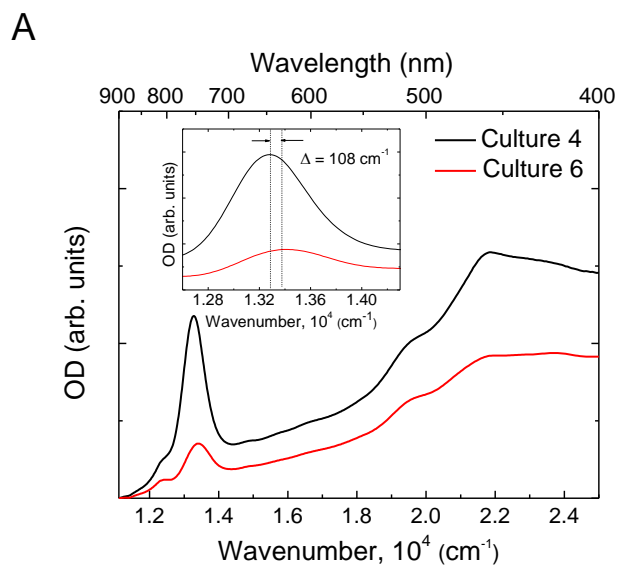 A
Wavelength (nm)
900 800 700 600 500 400
Culture 4
Culture 6
Δ = 108 cm⁻¹
OD (arb. units)
1.28 1.32 1.36 1.40
Wavenumber, 10⁴ (cm⁻¹)
OD (arb. units)
1.2 1.4 1.6 1.8 2.0 2.2 2.4
Wavenumber, 10⁴ (cm⁻¹)